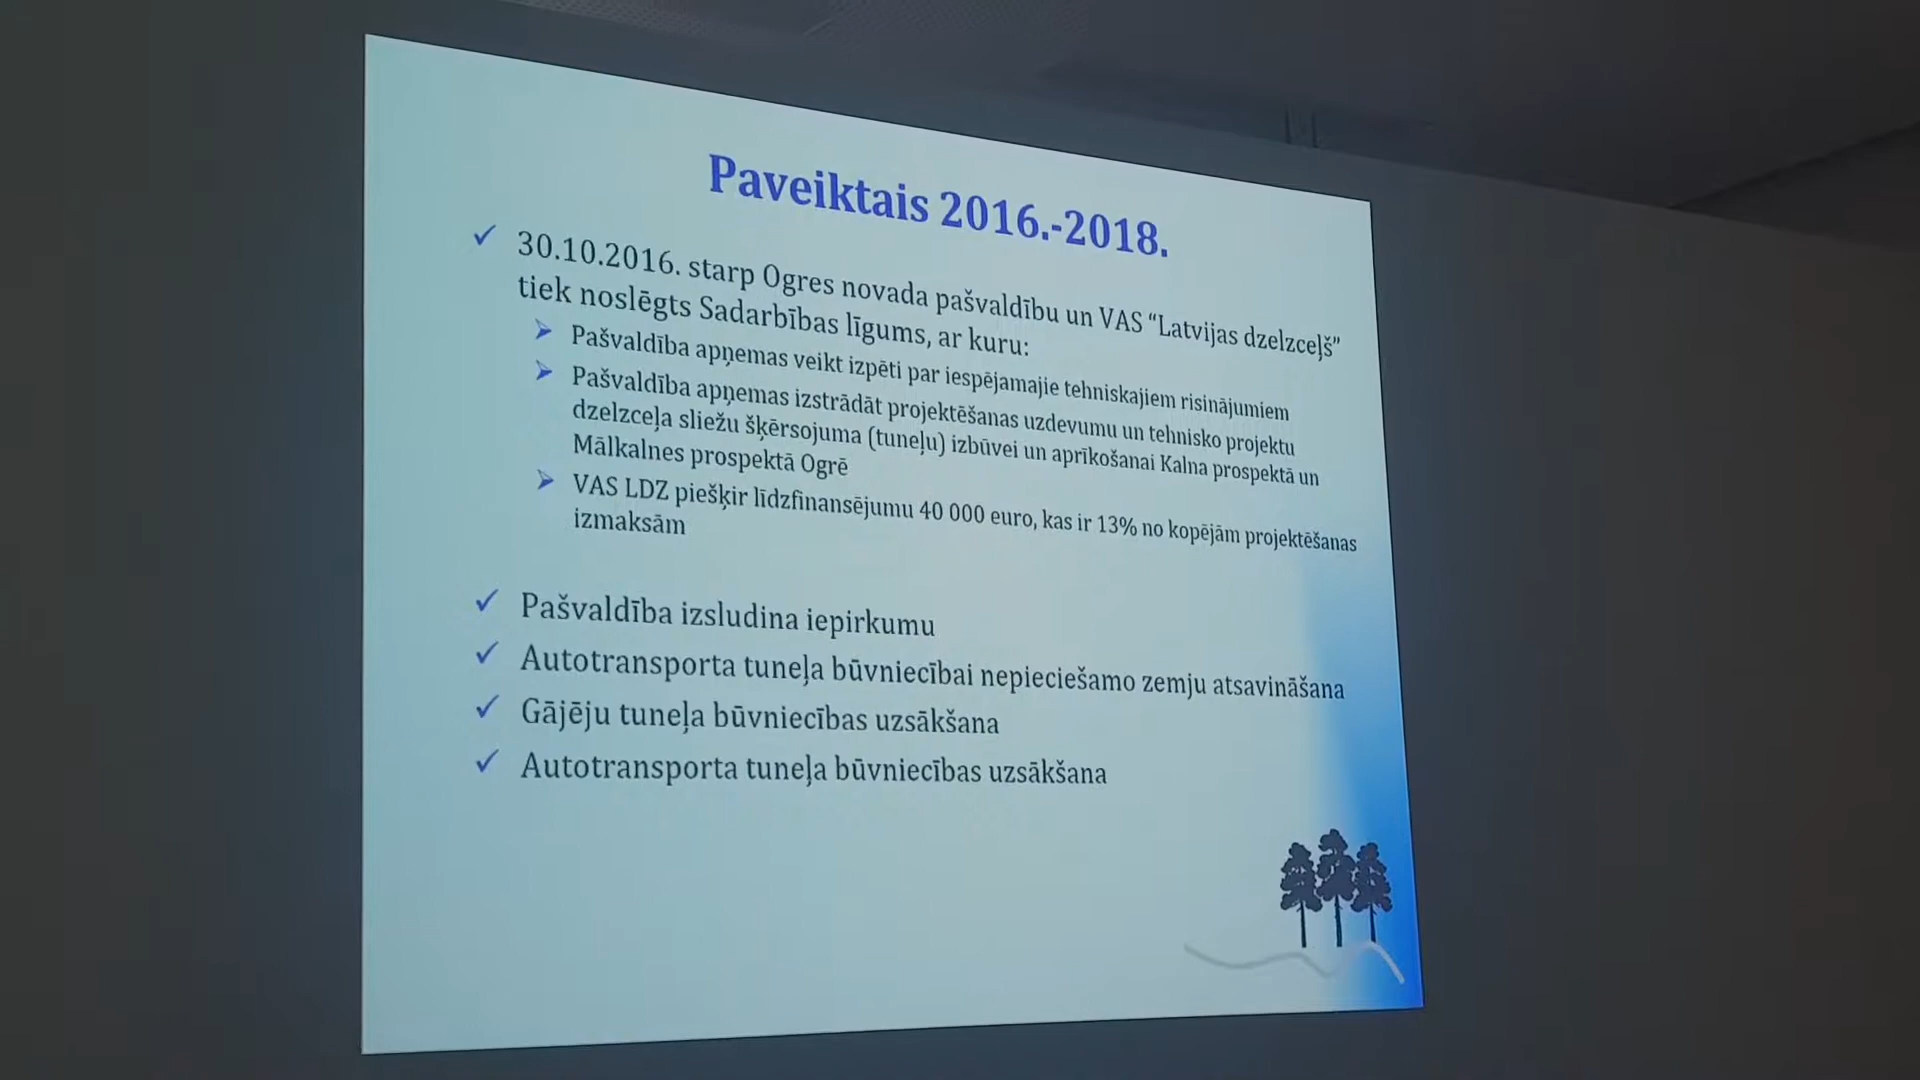 Paveiktais 2016.-2018.
30.10.2016. starp Ogres novada pašvaldību un VAS “Latvijas dzelzceļš”
tiek noslēgts Sadarbības līgums, ar kuru:
Pašvaldība apņemas veikt izpēti par iespējamajie tehniskajiem risinājumiem
Pašvaldība apņemas izstrādāt projektēšanas uzdevumu un tehnisko projektu
dzelzceļa sliežu šķērsojuma (tuneļu) izbūvei un aprīkošanai Kalna prospektā un
Mālkalnes prospektā Ogrē
VAS LDZ piešķir līdzfinansējumu 40 000 euro, kas ir 13% no kopējām projektēšanas
izmaksām
Pašvaldība izsludina iepirkumu
Autotransporta tuneļa būvniecībai nepieciešamo zemju atsavināšana
Gājēju tuneļa būvniecības uzsākšana
Autotransporta tuneļa būvniecības uzsākšana